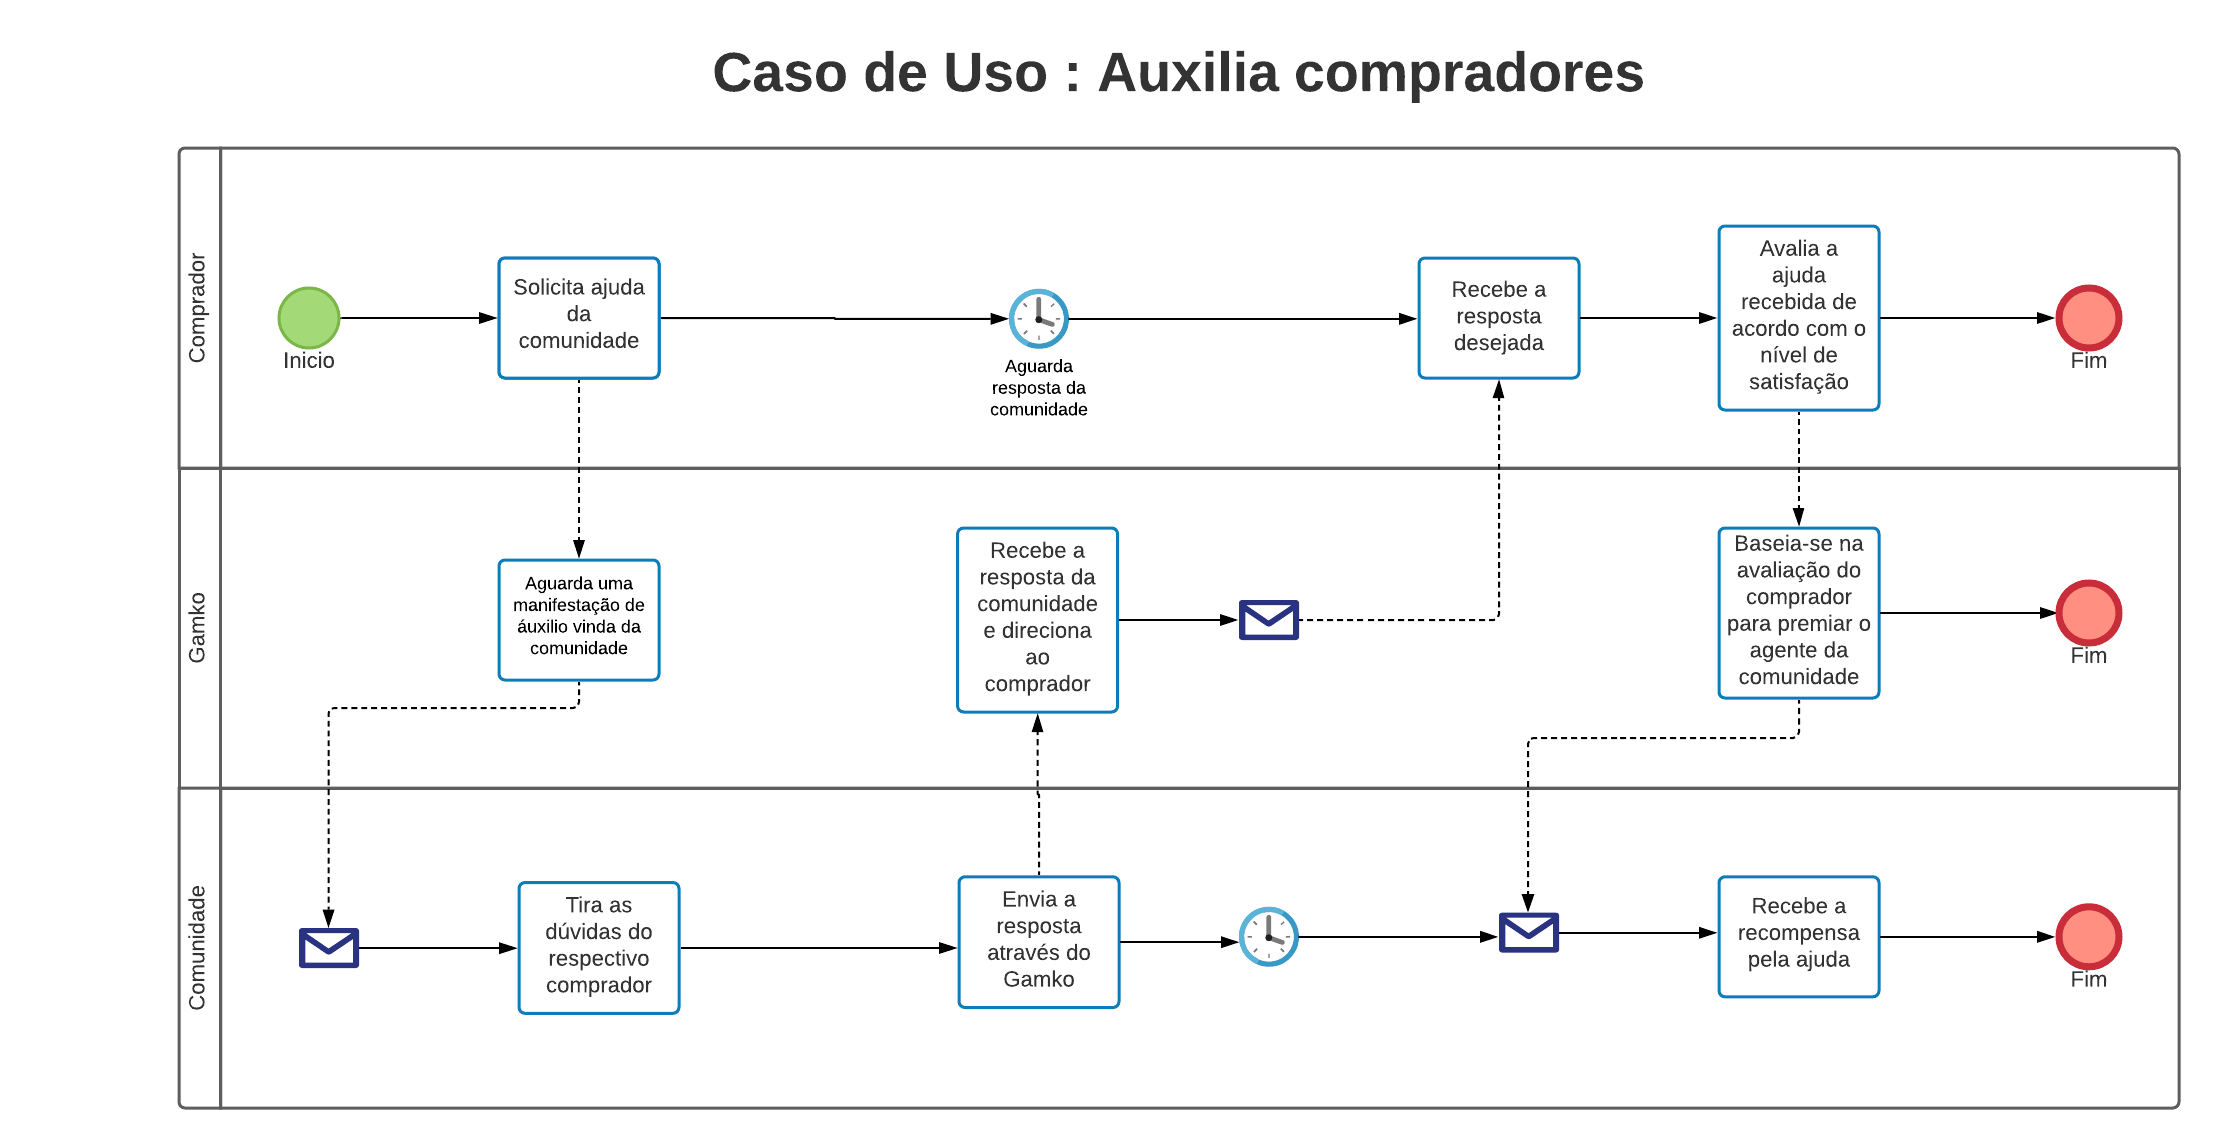 Caso de Uso : Auxilia compradores
Comprador
Inicio
Solicita ajuda
da
comunidade
Aguarda
resposta da
comunidade
Recebe a
resposta
desejada
Avalia a
ajuda
recebida de
acordo com o
nível de
satisfação
Fim
Gamko
Aguarda uma
manifestação de
áuxilio vinda da
comunidade
Recebe a
resposta da
comunidade
e direciona
ao
comprador
Baseia-se na
avaliação do
comprador
para premiar o
agente da
comunidade
Fim
Comunidade
Tira as
dúvidas do
respectivo
comprador
Envia a
resposta
através do
Gamko
Recebe a
recompensa
pela ajuda
Fim